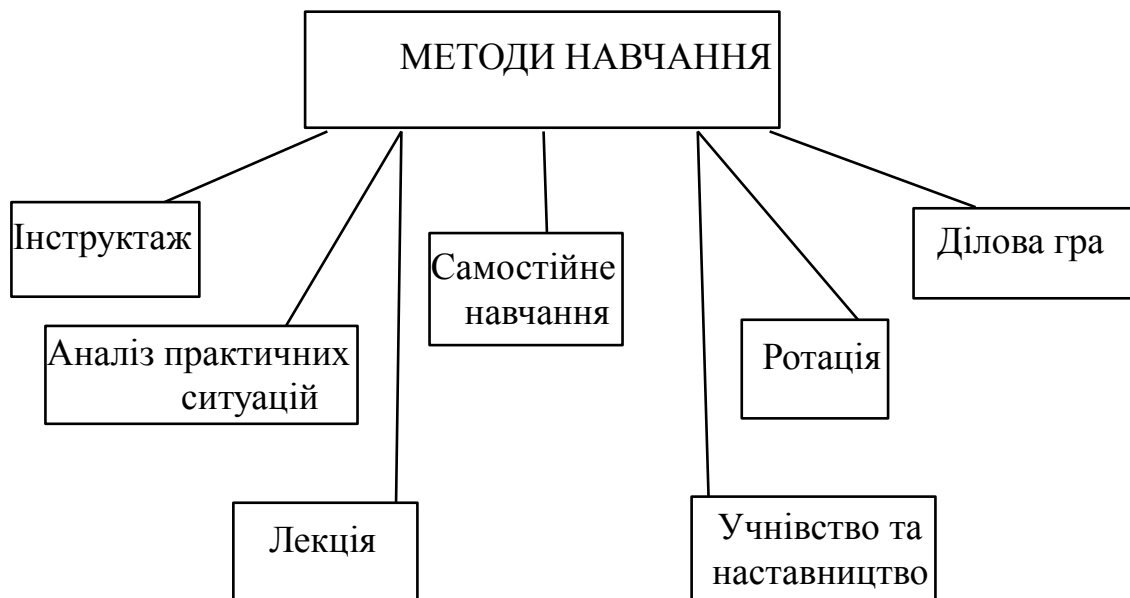 МЕТОДИ НАВЧАННЯ
Інструктаж
Ділова гра
Самостійне
навчання
Аналіз практичних
ситуацій
Ротація
Лекція
Учнівство та
наставництво